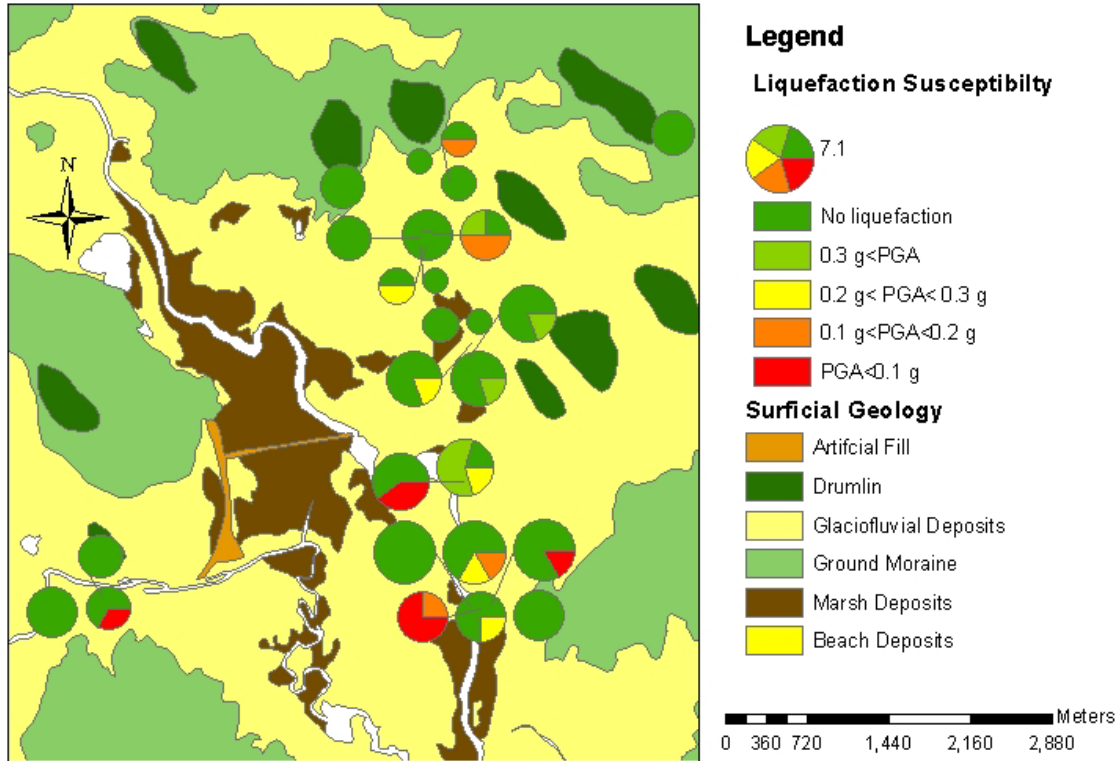 N
Legend
Liquefaction Susceptibilty
7.1
No liquefaction
0.3 g<PGA
0.2 g< PGA< 0.3 g
0.1 g<PGA<0.2 g
PGA<0.1 g
Surficial Geology
Artifcial Fill
Drumlin
Glaciofluvial Deposits
Ground Moraine
Marsh Deposits
Beach Deposits
Meters
0 360 720 1,440 2,160 2,880